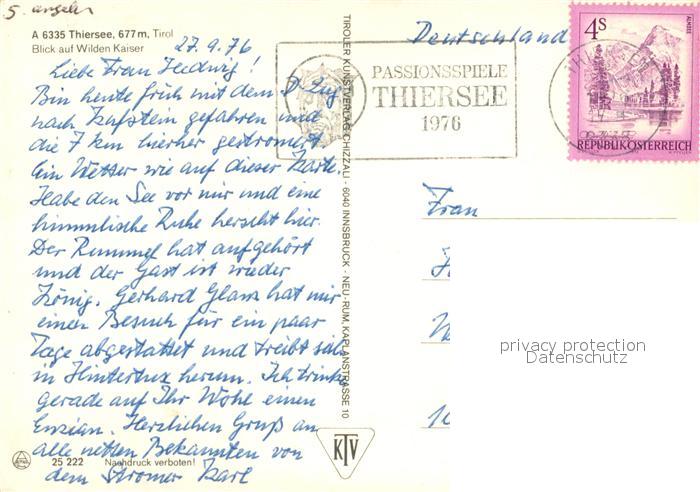 S. angeln
A 6335 Thiersee, 677 m, Tirol
Blick auf Wilden Kaiser
27.9.76
Liebe Frau Hedwig!
Bin heute früh mit dem D-Zug
nach Kufstein gefahren und
die 7 km hierher gestromert.
Ein Wetter wie auf dieser Karte.
Habe den See vor mir und eine
himmlische Ruhe herrscht hier.
Der Rummel hat aufgehört
und der Gast ist wieder
König. Gerhard Glans hat mir
einen Besuch für ein paar
Tage abgestattet und treibt sich
in Hintertux herum. Ich trinke
gerade auf Ihr Wohl einen
Enzian. Herzlichen Gruß an
alle netten Bekannten von
dem Stromer Karl
25 222 Nachdruck verboten!
TIROLER KUNSTVERLAG CHIZZALI - 6040 INNSBRUCK - NEU-RUM, KAPLANSTRASSE 10
KTV
Deutschland
PASSIONSSPIELE
THIERSEE
1976
4S
ALMSEE
REPUBLIK ÖSTERREICH
Frau
privacy protection
Datenschutz